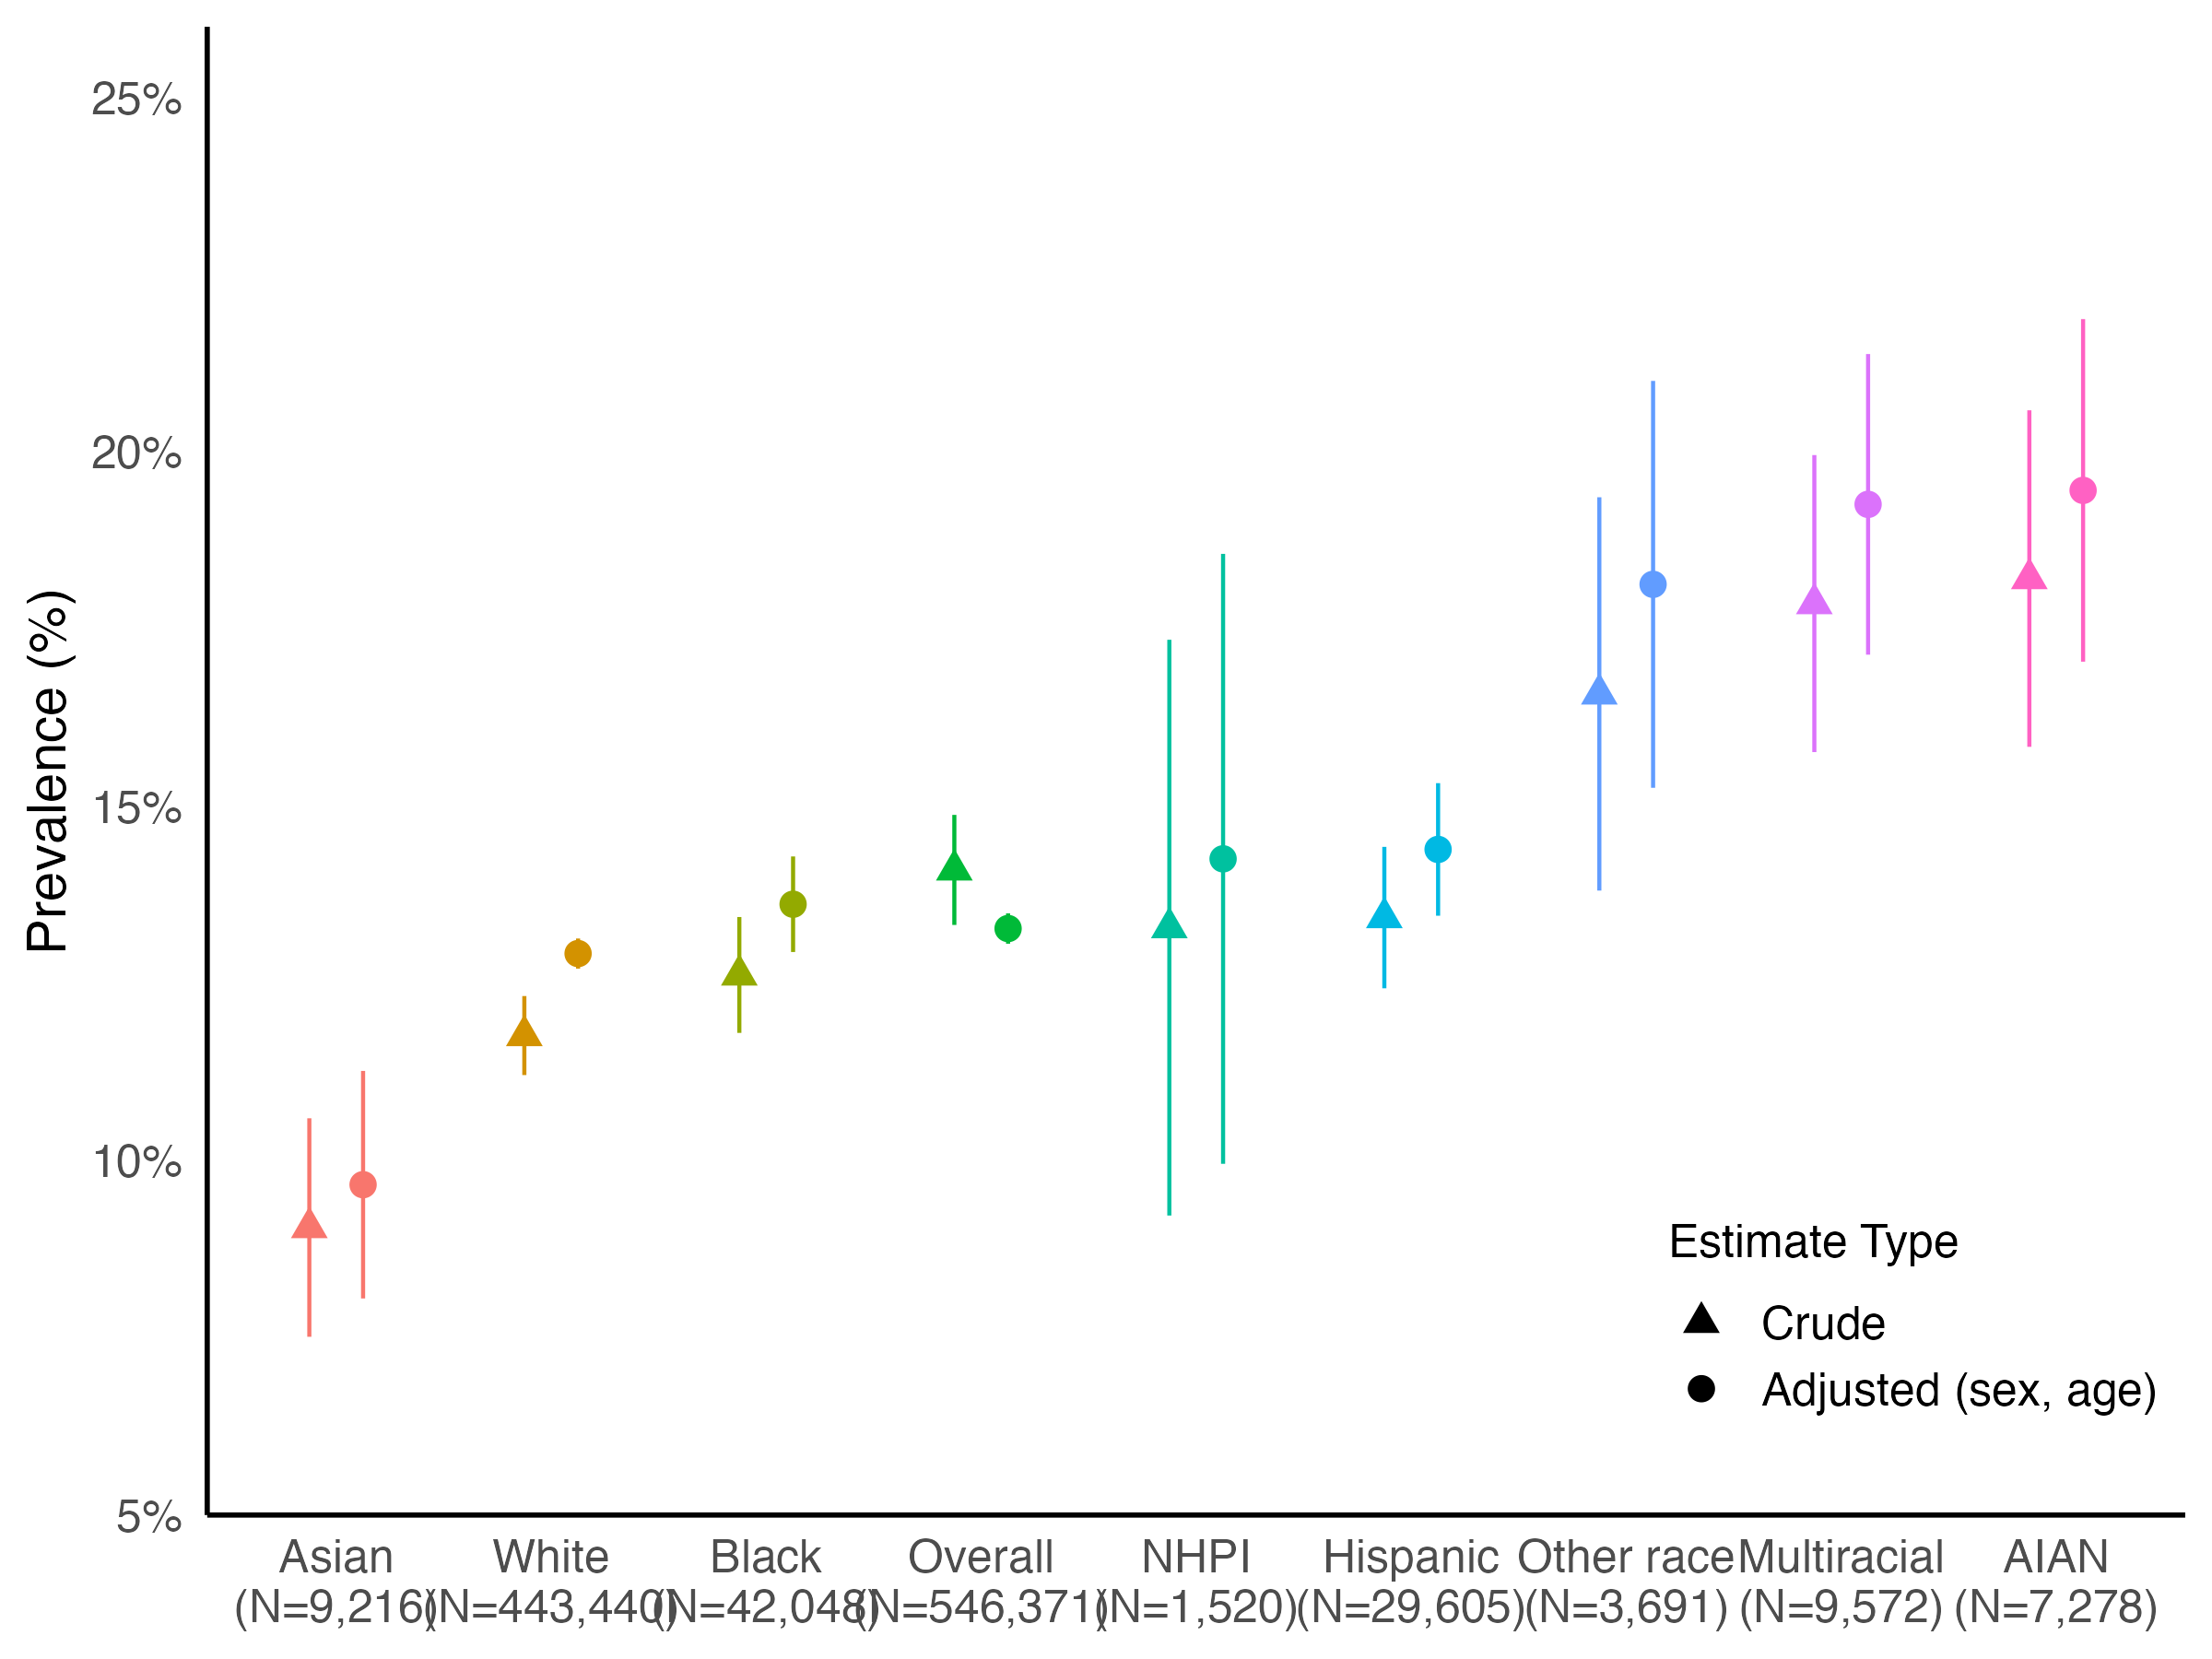 Prevalence (%)
25%
20%
15%
10%
5%
Estimate Type
Crude
Adjusted (sex, age)
Asian
(N=9,216)
White
(N=443,440)
Black
(N=42,048)
Overall
(N=546,371)
NHPI
(N=1,520)
Hispanic
(N=29,605)
Other race
(N=3,691)
Multiracial
(N=9,572)
AIAN
(N=7,278)